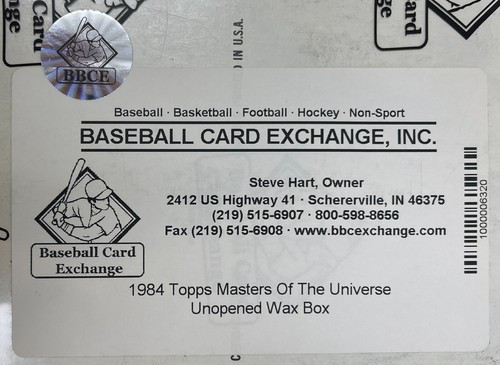 Card
ge
BBCE
D IN U.S.A.
Baseball · Basketball · Football · Hockey · Non-Sport
BASEBALL CARD EXCHANGE, INC.
Steve Hart, Owner
2412 US Highway 41 · Schererville, IN 46375
(219) 515-6907 · 800-598-8656
Fax (219) 515-6908 · www.bbcexchange.com
Baseball Card
Exchange
1000006320
1984 Topps Masters Of The Universe
Unopened Wax Box